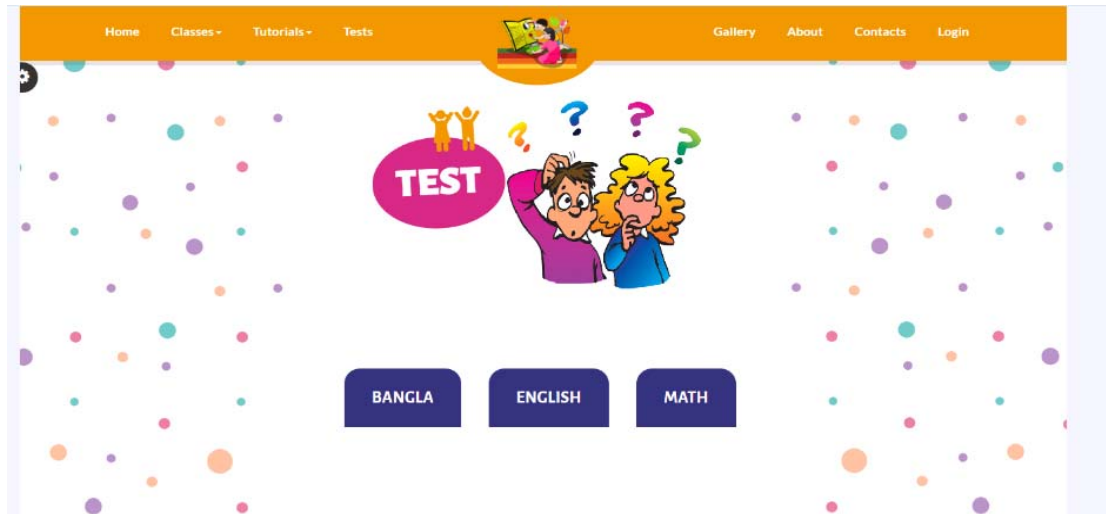 Home Classes Tutorials Tests Gallery About Contacts Login
TEST
BANGLA ENGLISH MATH